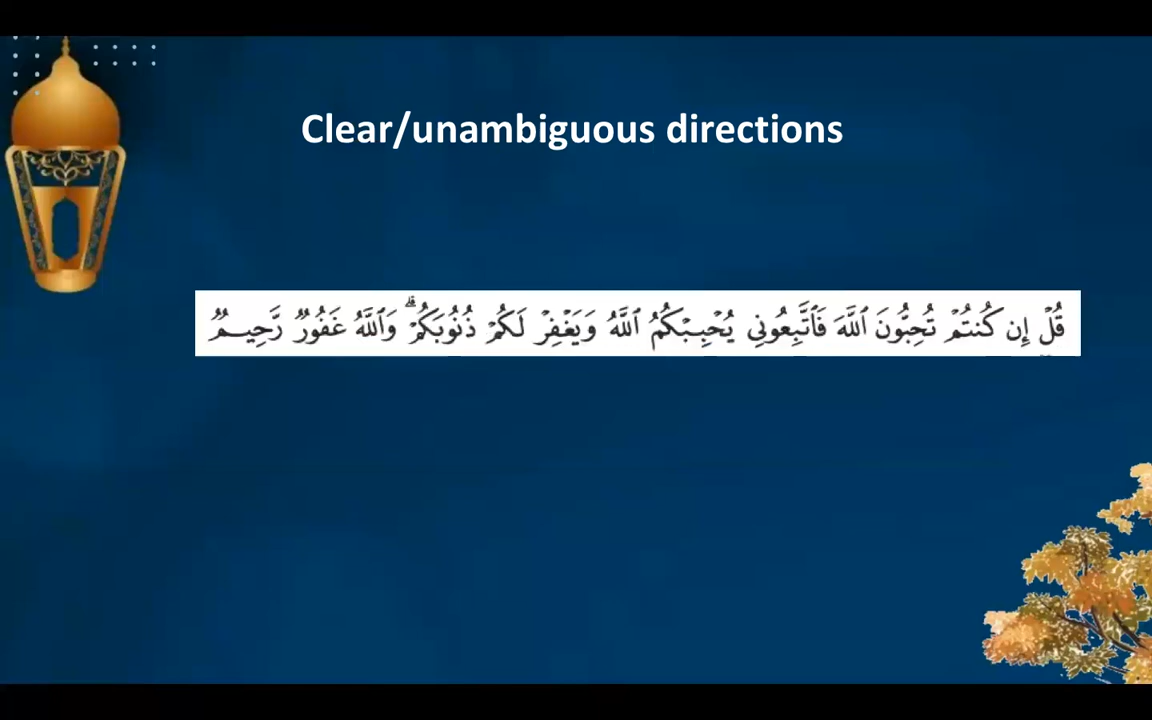 Clear/unambiguous directions
قُلْ إِن كُنتُمْ تُحِبُّونَ ٱللَّهَ فَٱتَّبِعُونِى يُحْبِبْكُمُ ٱللَّهُ وَيَغْفِرْ لَكُمْ ذُنُوبَكُمْ ۗ وَٱللَّهُ غَفُورٌ رَّحِيمٌ